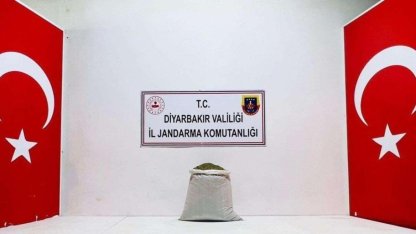 T.C.
DİYARBAKIR VALİLİĞİ
İL JANDARMA KOMUTANLIĞI